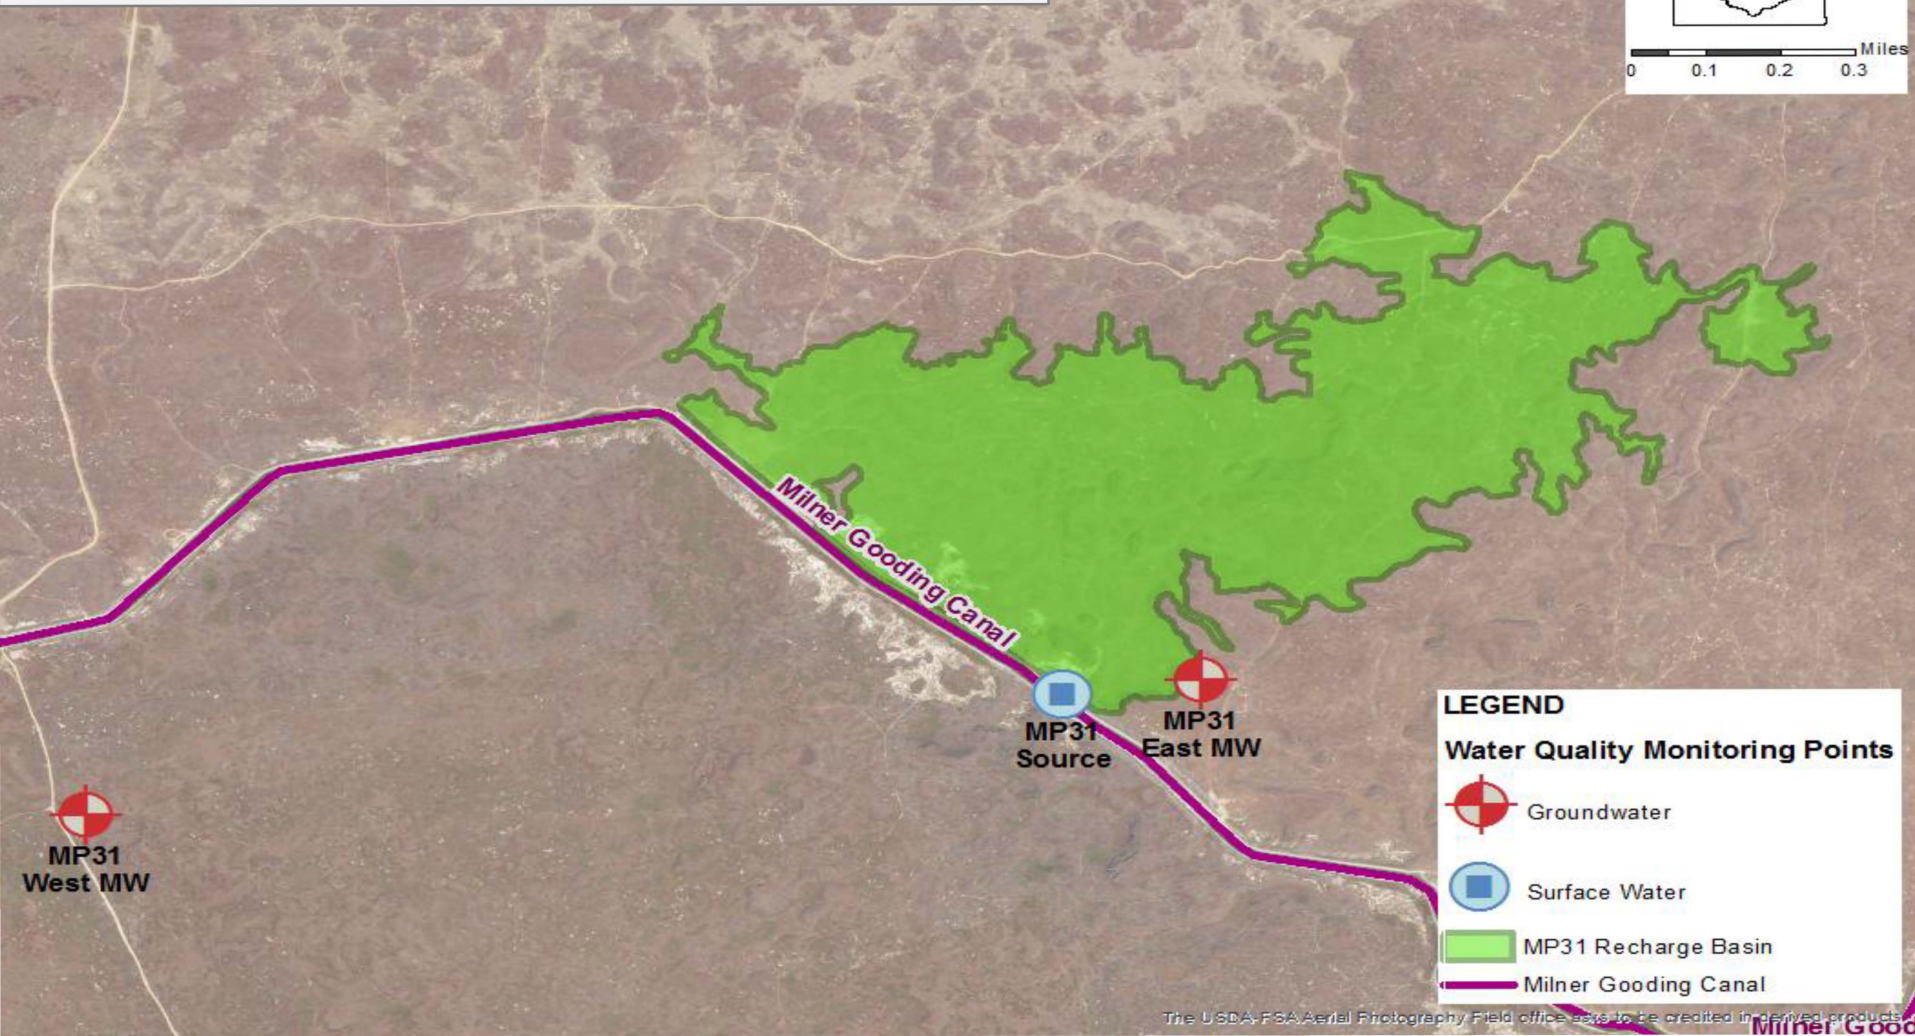 Miles
0 0.1 0.2 0.3
Milner Gooding Canal
MP31
Source
MP31
East MW
MP31
West MW
LEGEND
Water Quality Monitoring Points
Groundwater
Surface Water
MP31 Recharge Basin
Milner Gooding Canal
The USDA-FSA Aerial Photography Field office asks to be credited in derived products
Milner Good